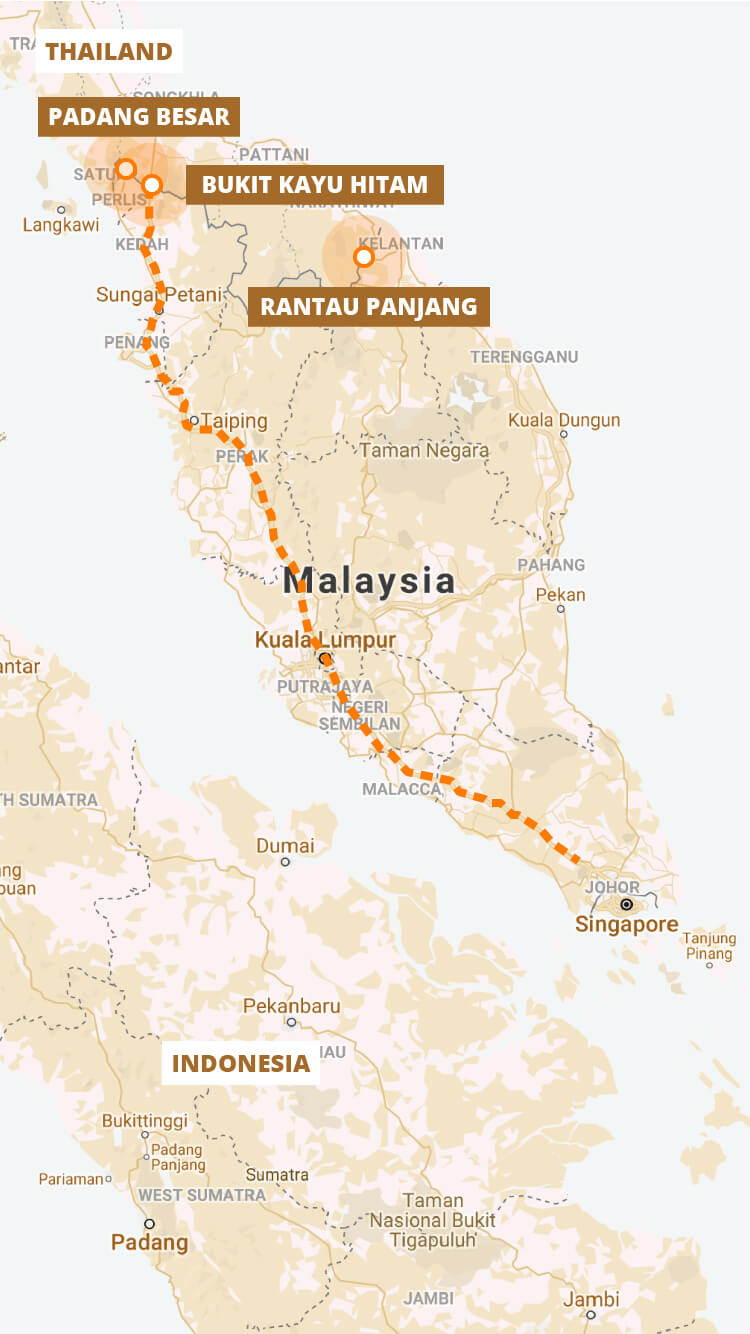 TRA
THAILAND
SONGKHLA
PADANG BESAR
PATTANI
SATU
BUKIT KAYU HITAM
PERLIS
NARATHIWAT
Langkawi
KEDAH
KELANTAN
Sungai Petani
RANTAU PANJANG
PENANG
TERENGGANU
Taiping
Kuala Dungun
PERAK
Taman Negara
PAHANG
Malaysia
Pekan
Kuala Lumpur
antar
PUTRAJAYA
NEGERI
SEMBILAN
MALACCA
TH SUMATRA
Dumai
ng
puan
JOHOR
Singapore
Tanjung
Pinang
Pekanbaru
IAU
INDONESIA
Bukittinggi
Padang
Panjang
Pariaman
Sumatra
WEST SUMATRA
Taman
Nasional Bukit
Tigapuluh
Padang
JAMBI
Jambi